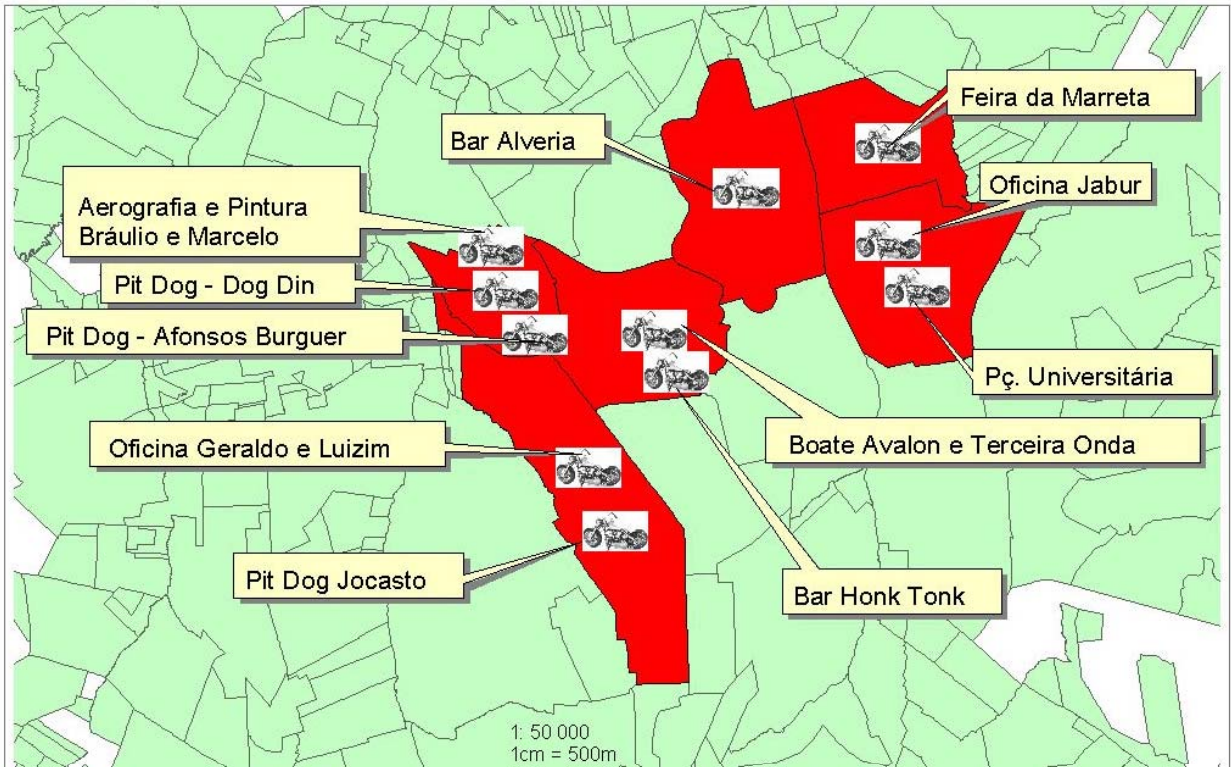 Feira da Marreta
Bar Alveria
Oficina Jabur
Aerografia e Pintura
Bráulio e Marcelo
Pit Dog - Dog Din
Pit Dog - Afonsos Burguer
Pç. Universitária
Oficina Geraldo e Luizim
Boate Avalon e Terceira Onda
Pit Dog Jocasto
Bar Honk Tonk
1: 50 000
1cm = 500m